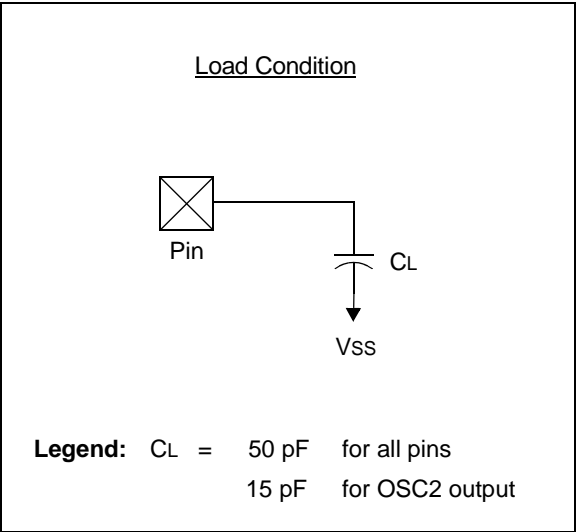 Load Condition
Pin
CL
VSS
Legend: CL = 50 pF for all pins
15 pF for OSC2 output